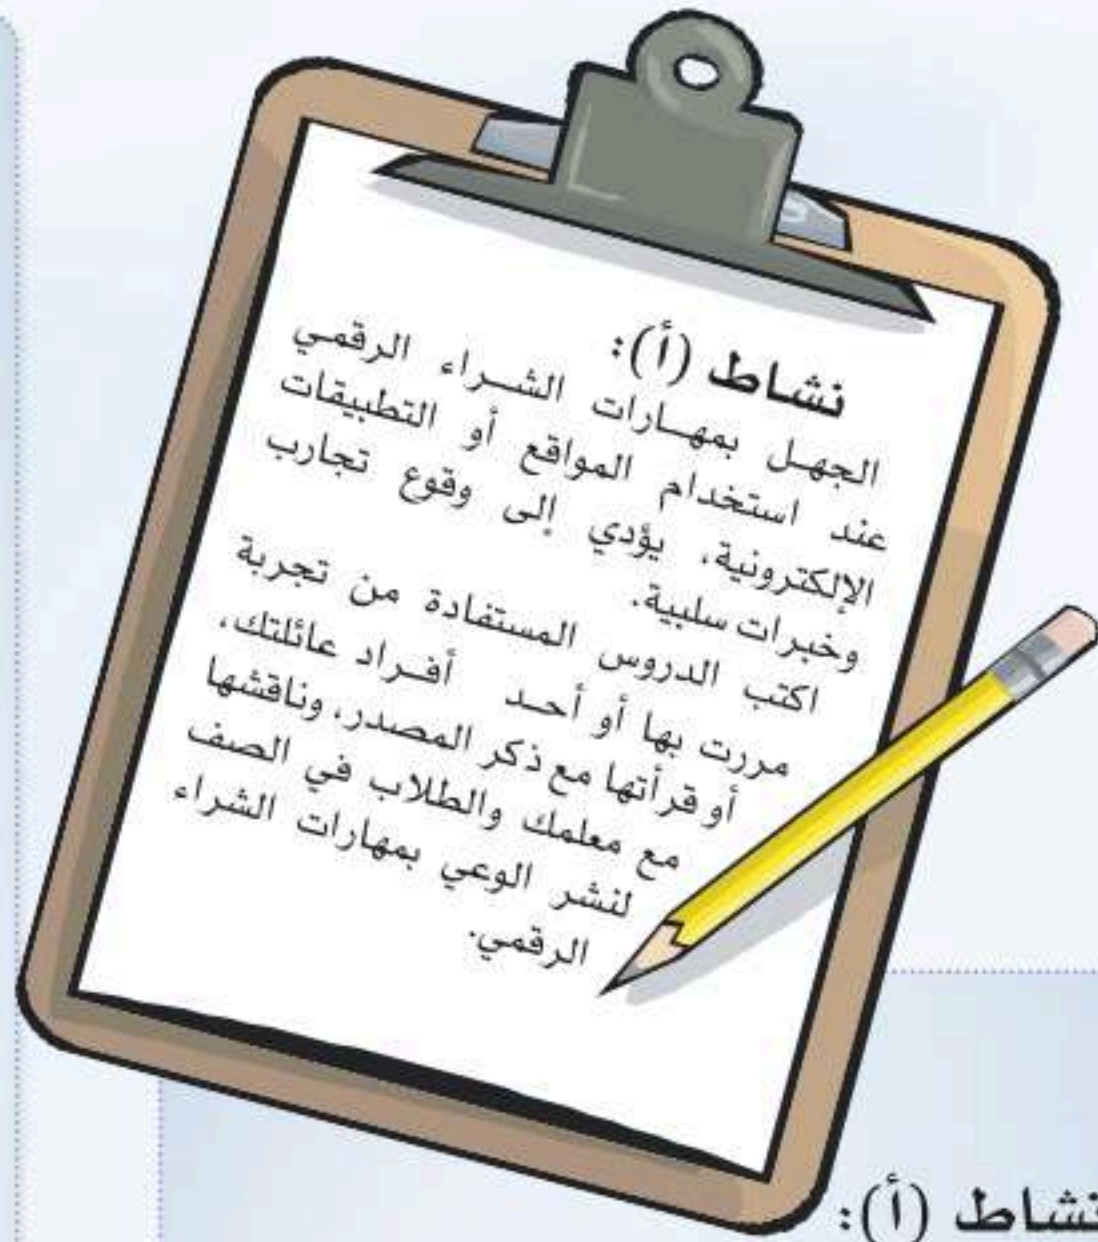 نشاط (أ):
الجهل بمهارات الشراء الرقمي
عند استخدام المواقع أو التطبيقات
الإلكترونية، يؤدي إلى وقوع تجارب
وخبرات سلبية.
اكتب الدروس المستفادة من تجربة
مررت بها أو أحد أفراد عائلتك،
أو قرأتها مع ذكر المصدر، وناقشها
مع معلمك والطلاب في الصف
لنشر الوعي بمهارات الشراء
الرقمي.
نشاط (أ):